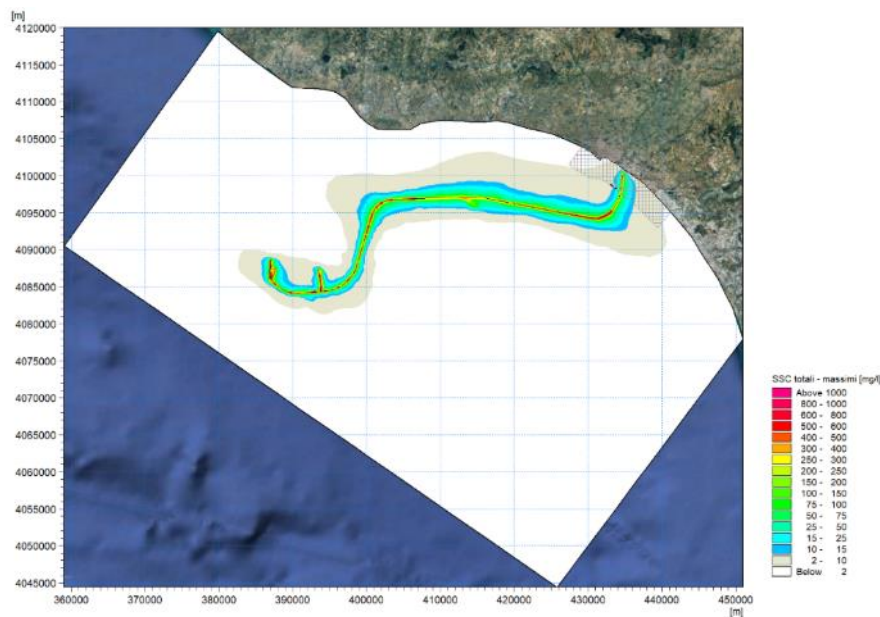 [m]
4120000
4115000
4110000
4105000
4100000
4095000
4090000
4085000
4080000
4075000
4070000
4065000
4060000
4055000
4050000
4045000
360000 370000 380000 390000 400000 410000 420000 430000 440000 450000
[m]
SSC totali - massimi [mg/l]
Above 1000
800 - 1000
600 - 800
500 - 600
400 - 500
300 - 400
250 - 300
200 - 250
150 - 200
100 - 150
75 - 100
50 - 75
25 - 50
15 - 25
10 - 15
2 - 10
Below 2